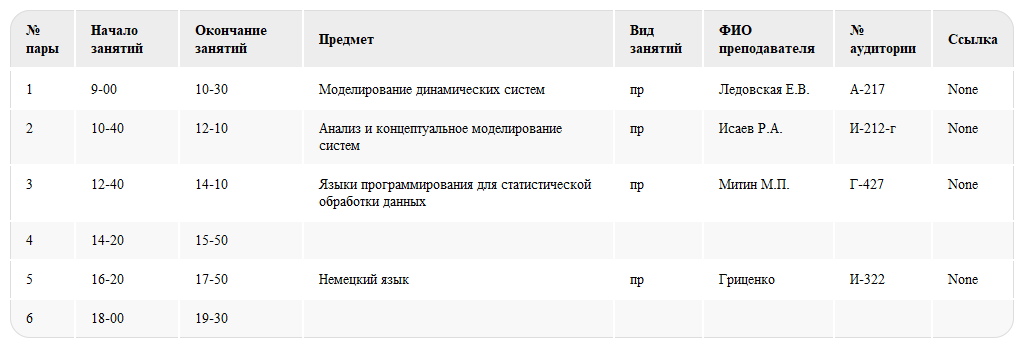 № пары Начало занятий Окончание занятий Предмет Вид занятий ФИО преподавателя № аудитории Ссылка
1 9-00 10-30 Моделирование динамических систем пр Ледовская Е.В. А-217 None
2 10-40 12-10 Анализ и концептуальное моделирование систем пр Исаев Р.А. И-212-г None
3 12-40 14-10 Языки программирования для статистической обработки данных пр Митин М.П. Г-427 None
4 14-20 15-50
5 16-20 17-50 Немецкий язык пр Гриценко И-322 None
6 18-00 19-30